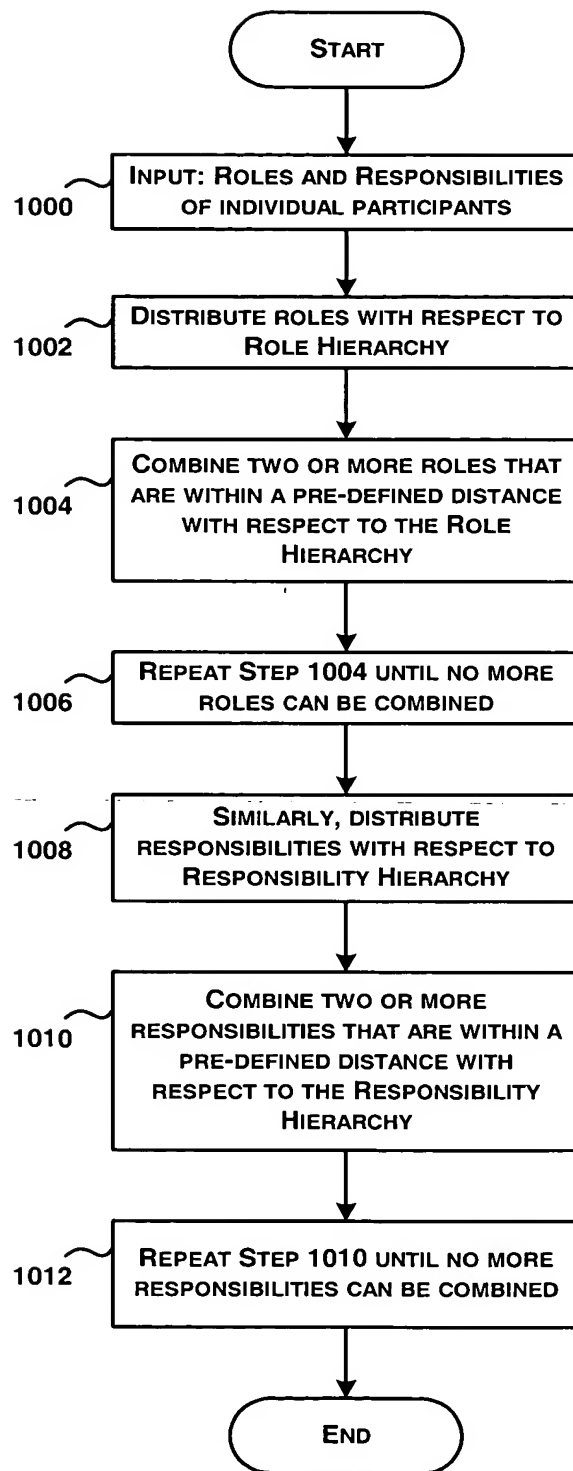 START
1000
INPUT: ROLES AND RESPONSIBILITIES
OF INDIVIDUAL PARTICIPANTS
1002
DISTRIBUTE ROLES WITH RESPECT TO
ROLE HIERARCHY
1004
COMBINE TWO OR MORE ROLES THAT
ARE WITHIN A PRE-DEFINED DISTANCE
WITH RESPECT TO THE ROLE
HIERARCHY
1006
REPEAT STEP 1004 UNTIL NO MORE
ROLES CAN BE COMBINED
1008
SIMILARLY, DISTRIBUTE
RESPONSIBILITIES WITH RESPECT TO
RESPONSIBILITY HIERARCHY
1010
COMBINE TWO OR MORE
RESPONSIBILITIES THAT ARE WITHIN A
PRE-DEFINED DISTANCE WITH
RESPECT TO THE RESPONSIBILITY
HIERARCHY
1012
REPEAT STEP 1010 UNTIL NO MORE
RESPONSIBILITIES CAN BE COMBINED
END